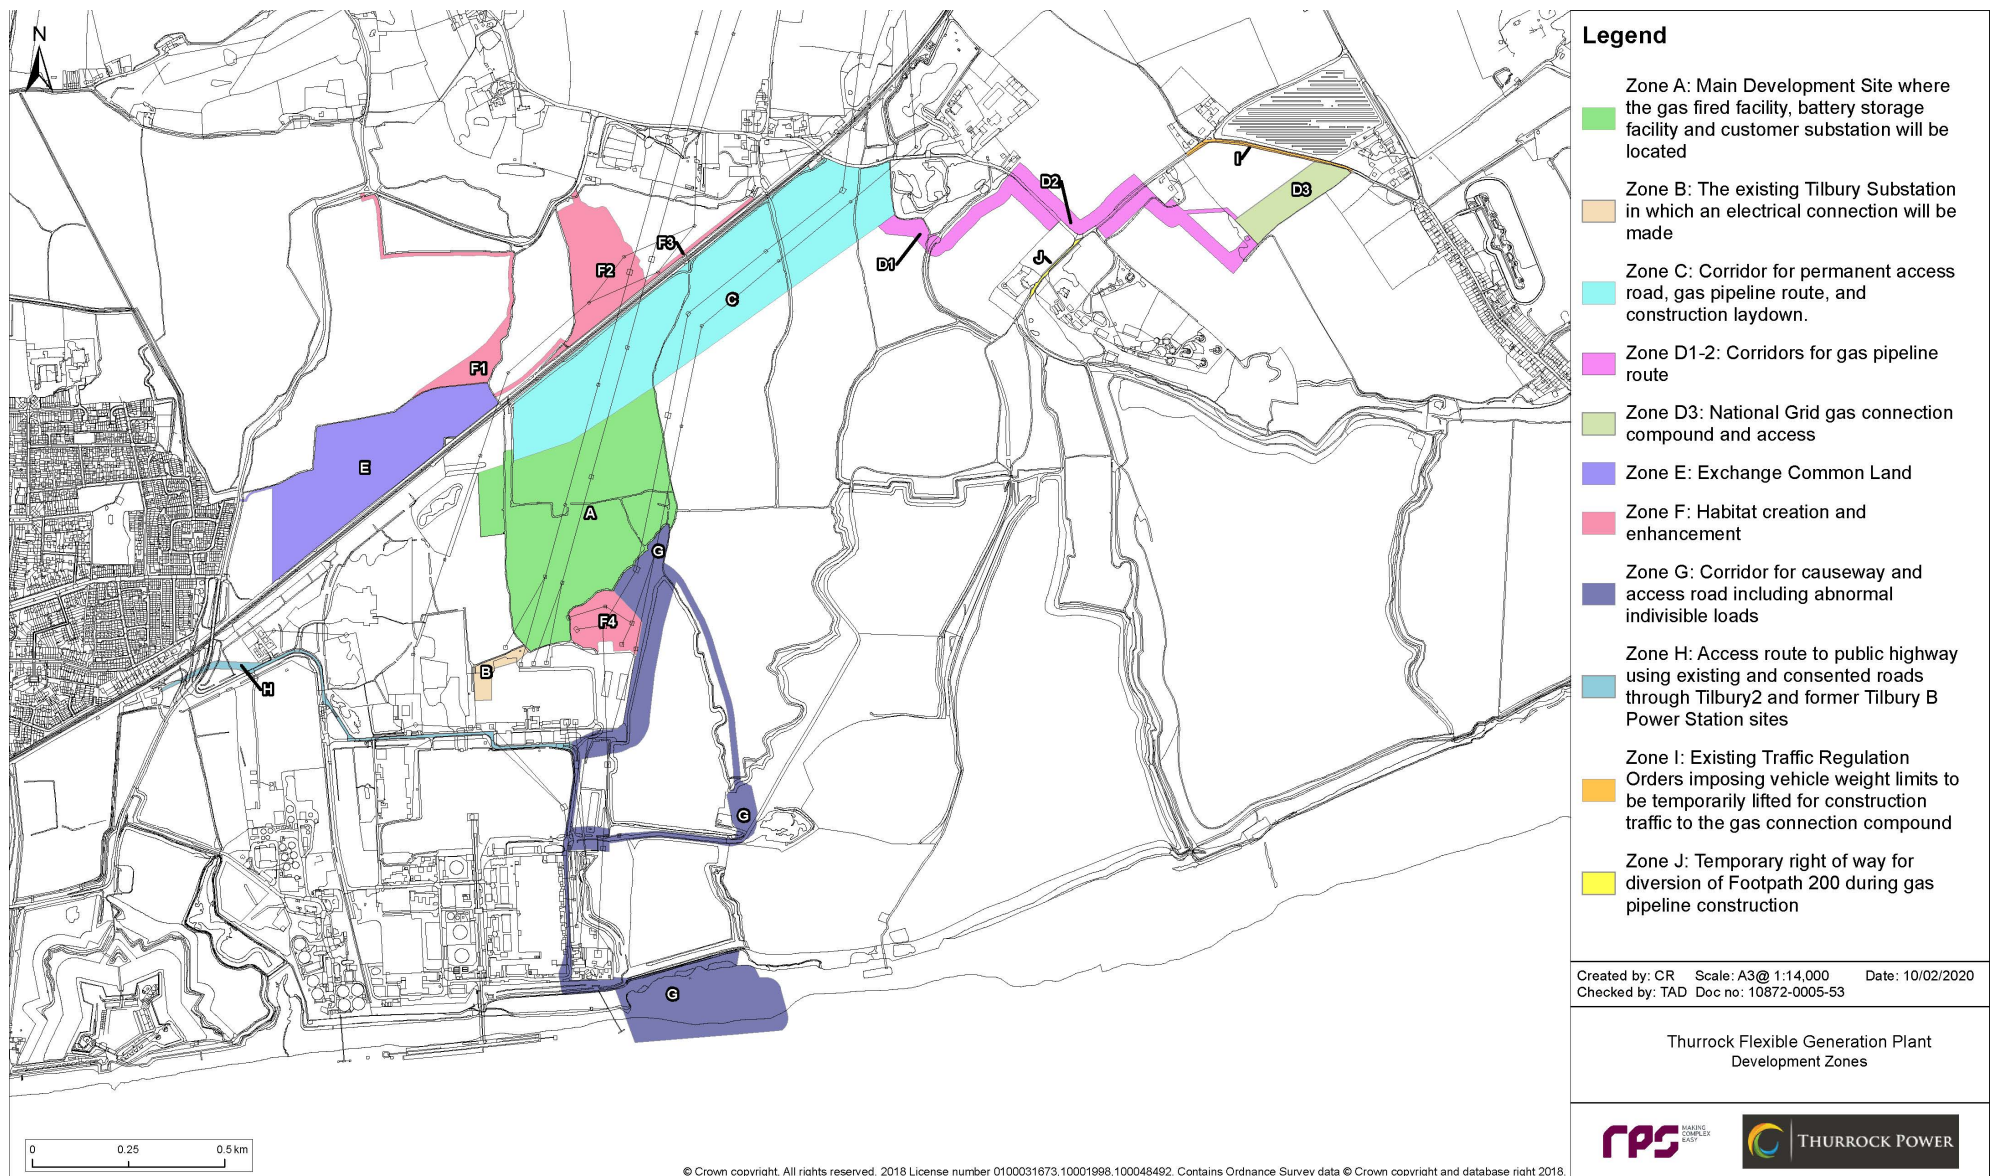 N
F3
F2
C
F1
E
A
G
F4
B
H
G
G
D1
D2
J
I
D3
0 0.25 0.5 km
© Crown copyright. All rights reserved. 2018 License number 0100031673,10001998,100048492. Contains Ordnance Survey data © Crown copyright and database right 2018.
Legend
Zone A: Main Development Site where
the gas fired facility, battery storage
facility and customer substation will be
located
Zone B: The existing Tilbury Substation
in which an electrical connection will be
made
Zone C: Corridor for permanent access
road, gas pipeline route, and
construction laydown.
Zone D1-2: Corridors for gas pipeline
route
Zone D3: National Grid gas connection
compound and access
Zone E: Exchange Common Land
Zone F: Habitat creation and
enhancement
Zone G: Corridor for causeway and
access road including abnormal
indivisible loads
Zone H: Access route to public highway
using existing and consented roads
through Tilbury2 and former Tilbury B
Power Station sites
Zone I: Existing Traffic Regulation
Orders imposing vehicle weight limits to
be temporarily lifted for construction
traffic to the gas connection compound
Zone J: Temporary right of way for
diversion of Footpath 200 during gas
pipeline construction
Created by: CR Scale: A3@ 1:14,000 Date: 10/02/2020
Checked by: TAD Doc no: 10872-0005-53
Thurrock Flexible Generation Plant
Development Zones
rps MAKING
COMPLEX
EASY
THURROCK POWER